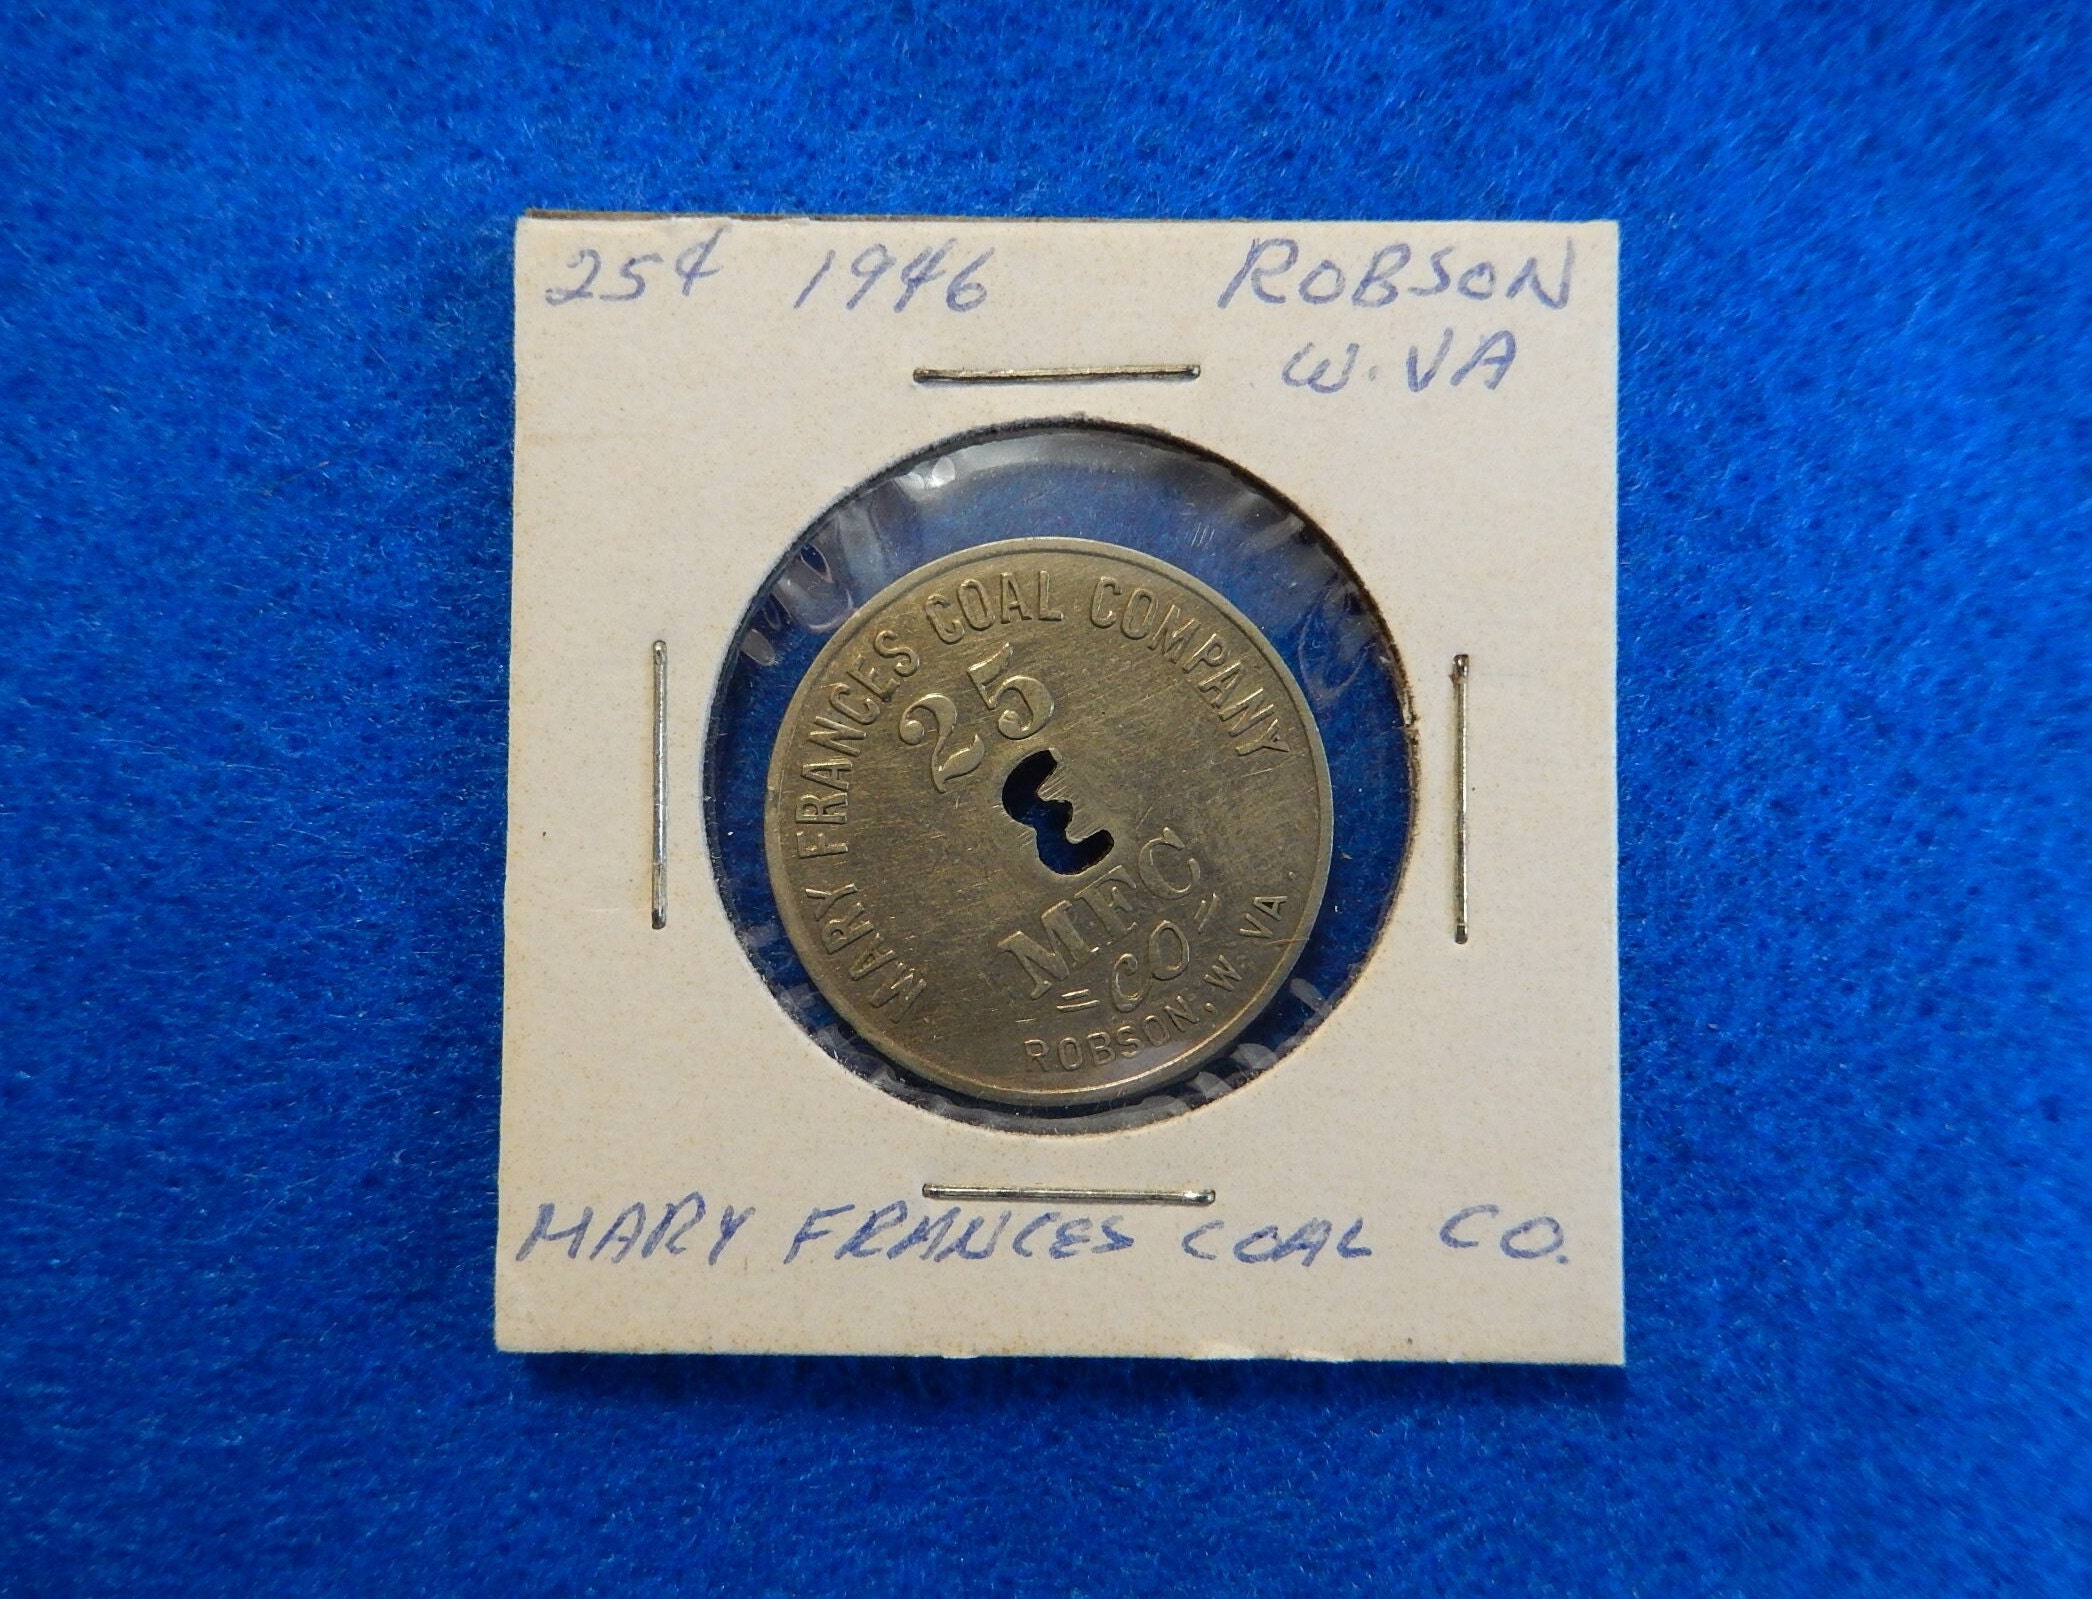 25¢ 1946 ROBSON
W. VA
MARY FRANCES COAL COMPANY
25
MFC
=CO=
ROBSON, W. VA.
MARY FRANCES COAL CO.